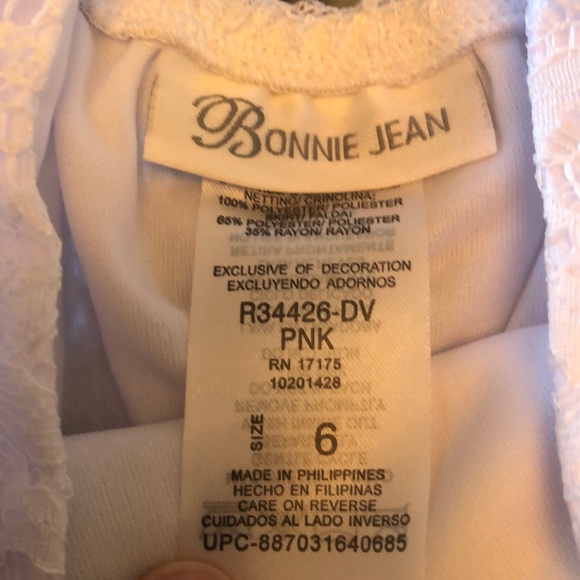 BONNIE JEAN
NETTING/CRINOLINA:
100% POLYESTER/ POLIESTER
SKIRT/FALDA:
65% POLYESTER/ POLIESTER
35% RAYON/ RAYON
EXCLUSIVE OF DECORATION
EXCLUYENDO ADORNOS
R34426-DV
PNK
RN 17175
10201428
SIZE 6
MADE IN PHILIPPINES
HECHO EN FILIPINAS
CARE ON REVERSE
CUIDADOS AL LADO INVERSO
UPC-887031640685